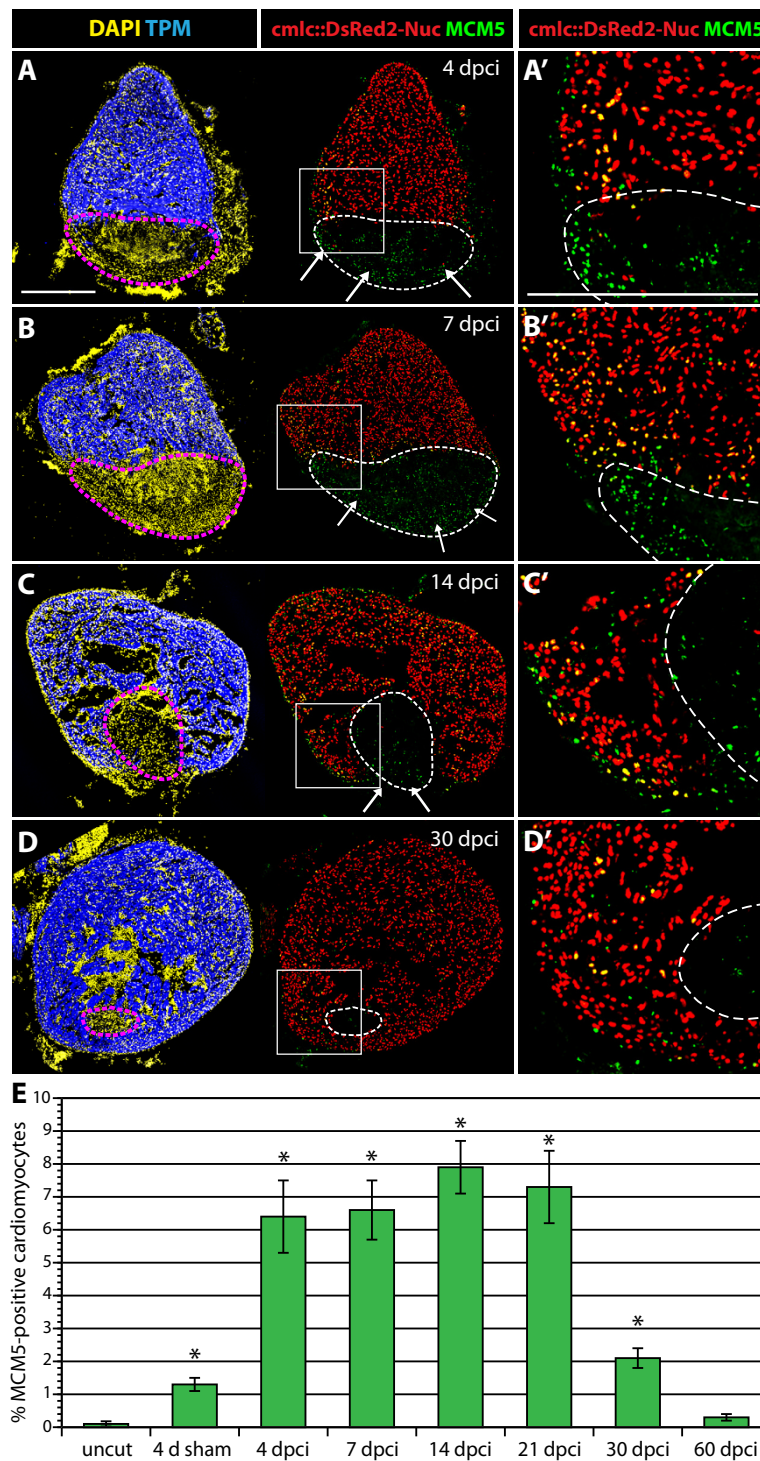 DAPI TPM
cmlc::DsRed2-Nuc MCM5
cmlc::DsRed2-Nuc MCM5
A
4 dpci
A′
B
7 dpci
B′
C
14 dpci
C′
D
30 dpci
D′
E
% MCM5-positive cardiomyocytes
10
9
8
7
6
5
4
3
2
1
0
* * * * * *
uncut 4 d sham 4 dpci 7 dpci 14 dpci 21 dpci 30 dpci 60 dpci